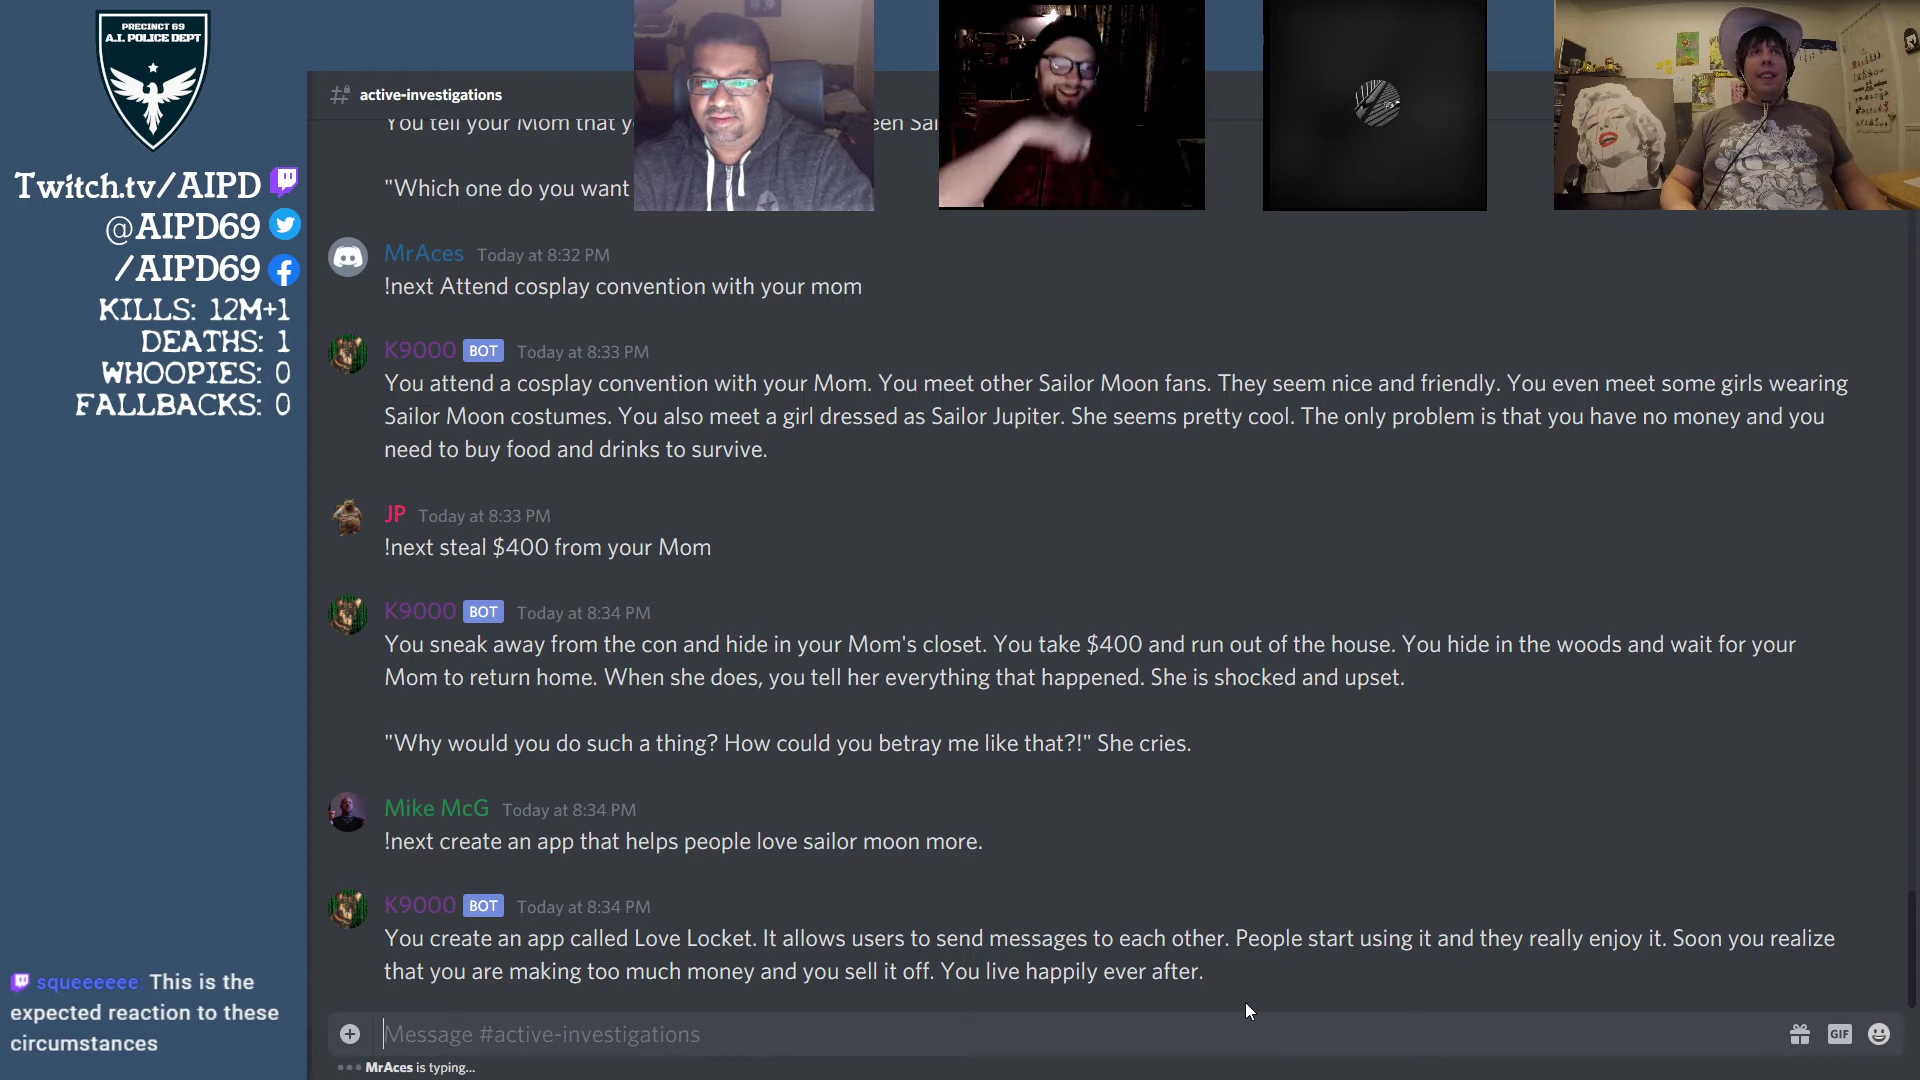 PRECINCT 69
A.I. POLICE DEPT
Twitch.tv/AIPD
@AIPD69
/AIPD69
KILLS: 12M+1
DEATHS: 1
WHOOPIES: 0
FALLBACKS: 0
squeeeeee: This is the
expected reaction to these
circumstances
active-investigations
You tell your Mom that y
een Sai
"Which one do you want
MrAces Today at 8:32 PM
!next Attend cosplay convention with your mom
K9000 BOT Today at 8:33 PM
You attend a cosplay convention with your Mom. You meet other Sailor Moon fans. They seem nice and friendly. You even meet some girls wearing
Sailor Moon costumes. You also meet a girl dressed as Sailor Jupiter. She seems pretty cool. The only problem is that you have no money and you
need to buy food and drinks to survive.
JP Today at 8:33 PM
!next steal $400 from your Mom
K9000 BOT Today at 8:34 PM
You sneak away from the con and hide in your Mom's closet. You take $400 and run out of the house. You hide in the woods and wait for your
Mom to return home. When she does, you tell her everything that happened. She is shocked and upset.
"Why would you do such a thing? How could you betray me like that?!" She cries.
Mike McG Today at 8:34 PM
!next create an app that helps people love sailor moon more.
K9000 BOT Today at 8:34 PM
You create an app called Love Locket. It allows users to send messages to each other. People start using it and they really enjoy it. Soon you realize
that you are making too much money and you sell it off. You live happily ever after.
Message #active-investigations
GIF
MrAces is typing...